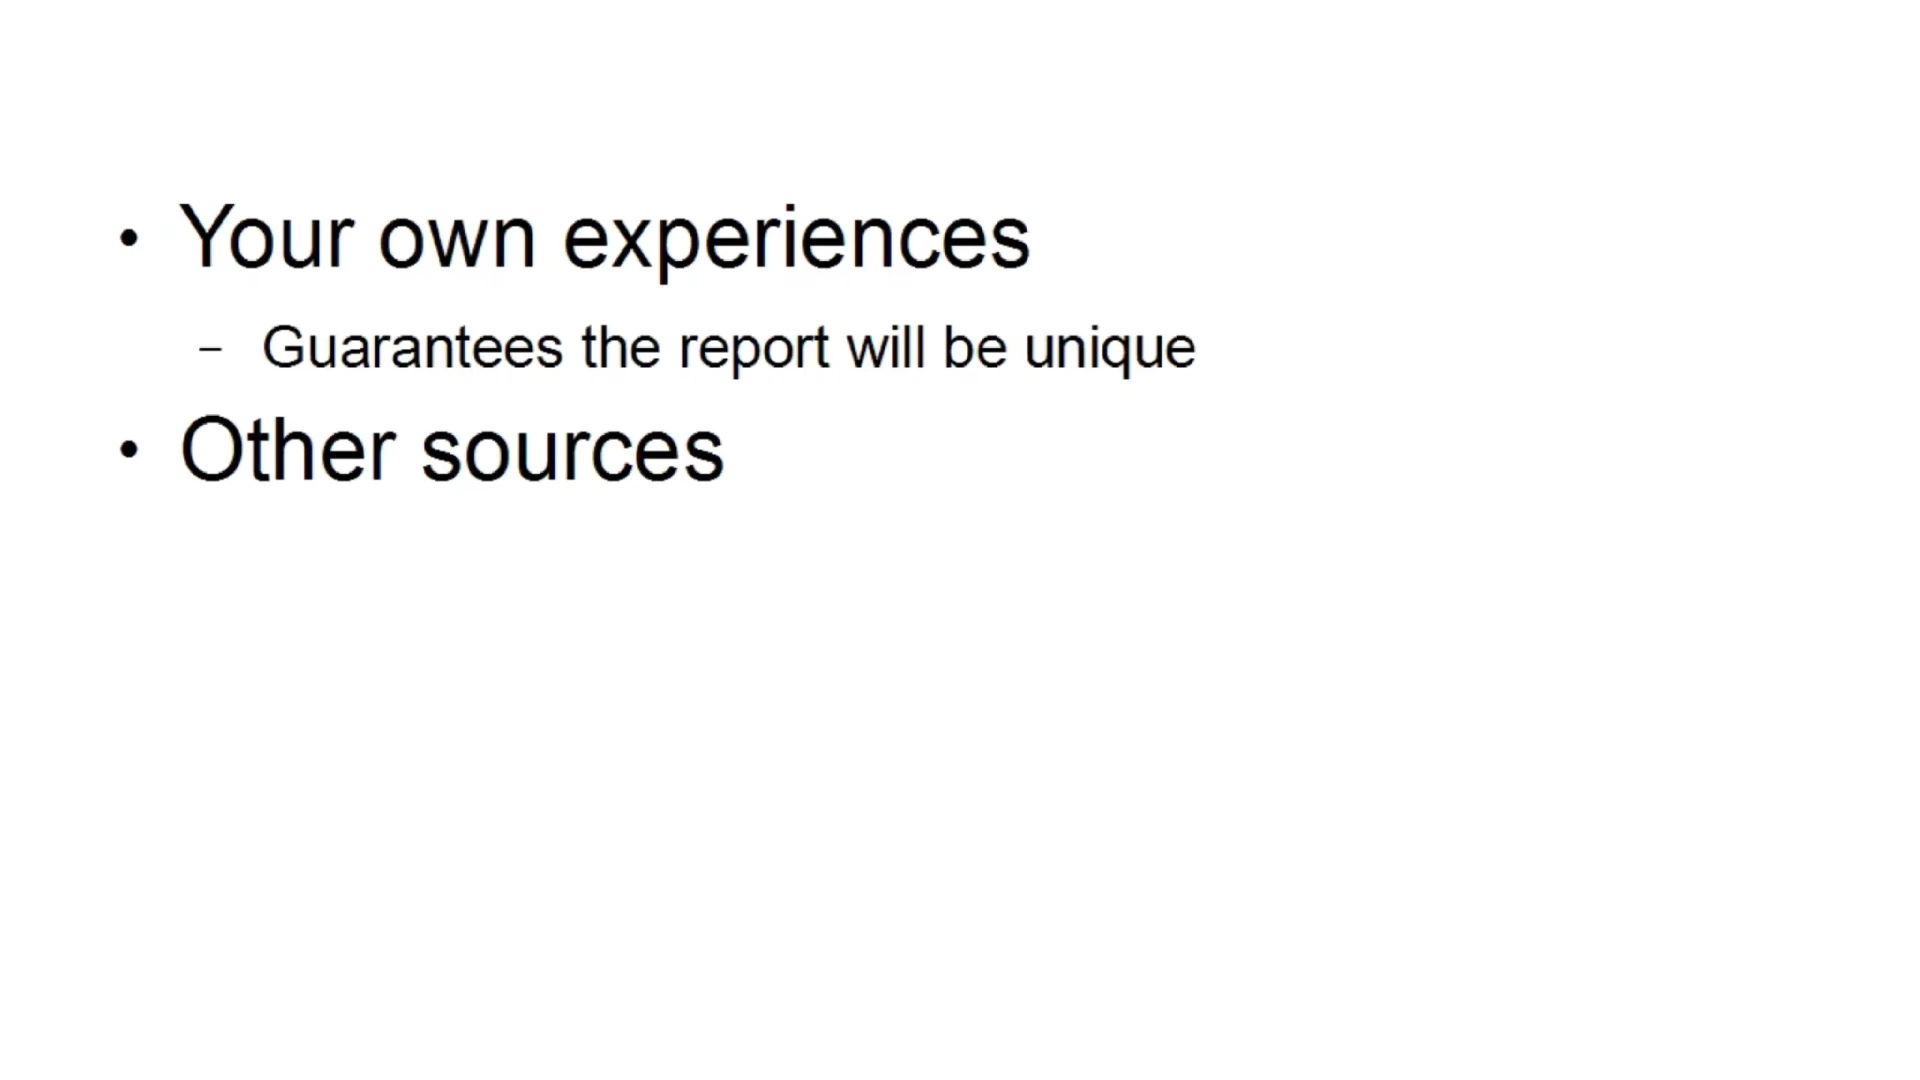 • Your own experiences
– Guarantees the report will be unique
• Other sources